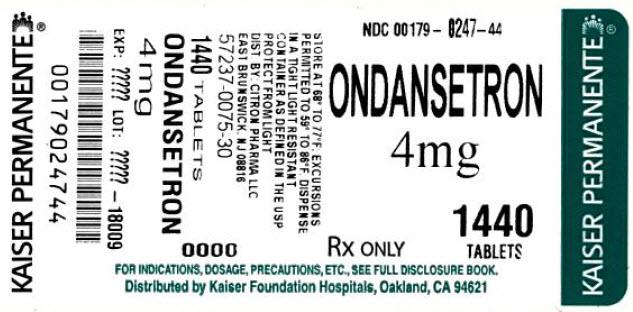 KAISER PERMANENTE®
00179024744
EXP: ????? LOT: ????? - 18009
4mg
ONDANSETRON
1440 TABLETS
57237-0075-30
EAST BRUNSWICK, NJ 08816
DIST BY: CITRON PHARMA LLC
PROTECT FROM LIGHT
CONTAINER AS DEFINED IN THE USP
IN A TIGHT LIGHT RESISTANT
PERMITTED TO 59° TO 86°F. DISPENSE
STORE AT 68° TO 77°F. EXCURSIONS
0000
NDC 00179-0247-44
ONDANSETRON
4mg
1440
TABLETS
RX ONLY
FOR INDICATIONS, DOSAGE, PRECAUTIONS, ETC., SEE FULL DISCLOSURE BOOK.
Distributed by Kaiser Foundation Hospitals, Oakland, CA 94621
KAISER PERMANENTE®